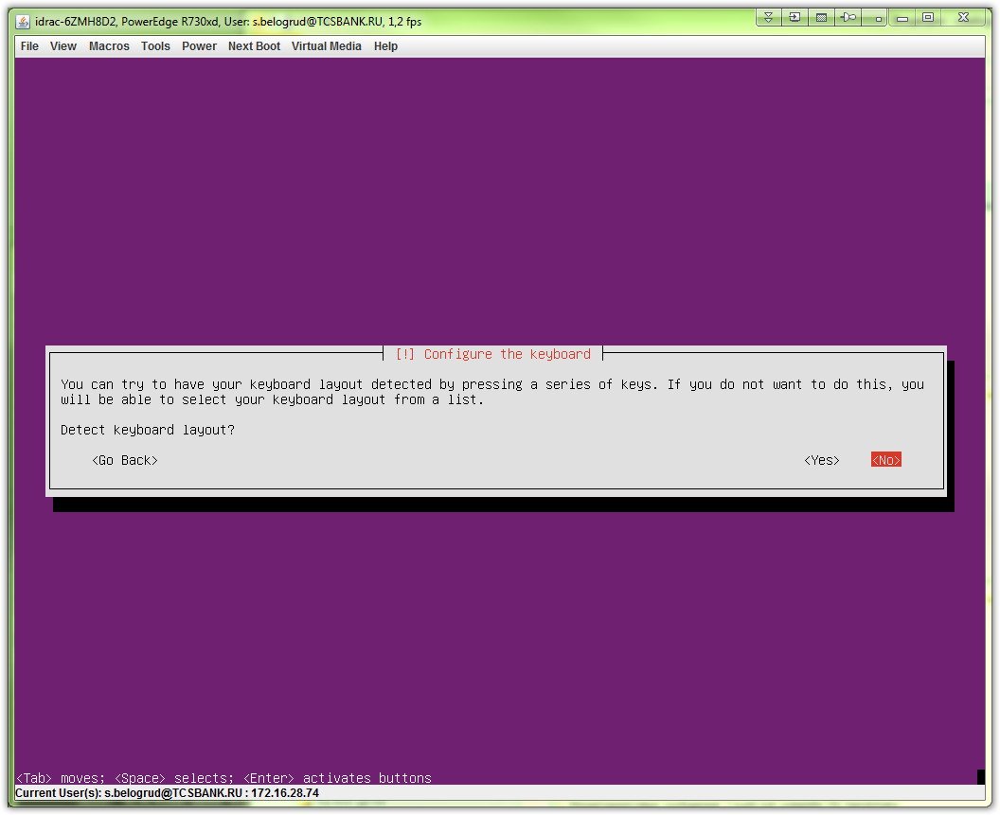 idrac-6ZMH8D2, PowerEdge R730xd, User: s.belogrud@TCSBANK.RU, 1,2 fps
File View Macros Tools Power Next Boot Virtual Media Help
[!] Configure the keyboard
You can try to have your keyboard layout detected by pressing a series of keys. If you do not want to do this, you
will be able to select your keyboard layout from a list.
Detect keyboard layout?
<Go Back> <Yes> <No>
<Tab> moves; <Space> selects; <Enter> activates buttons
Current User(s): s.belogrud@TCSBANK.RU : 172.16.28.74